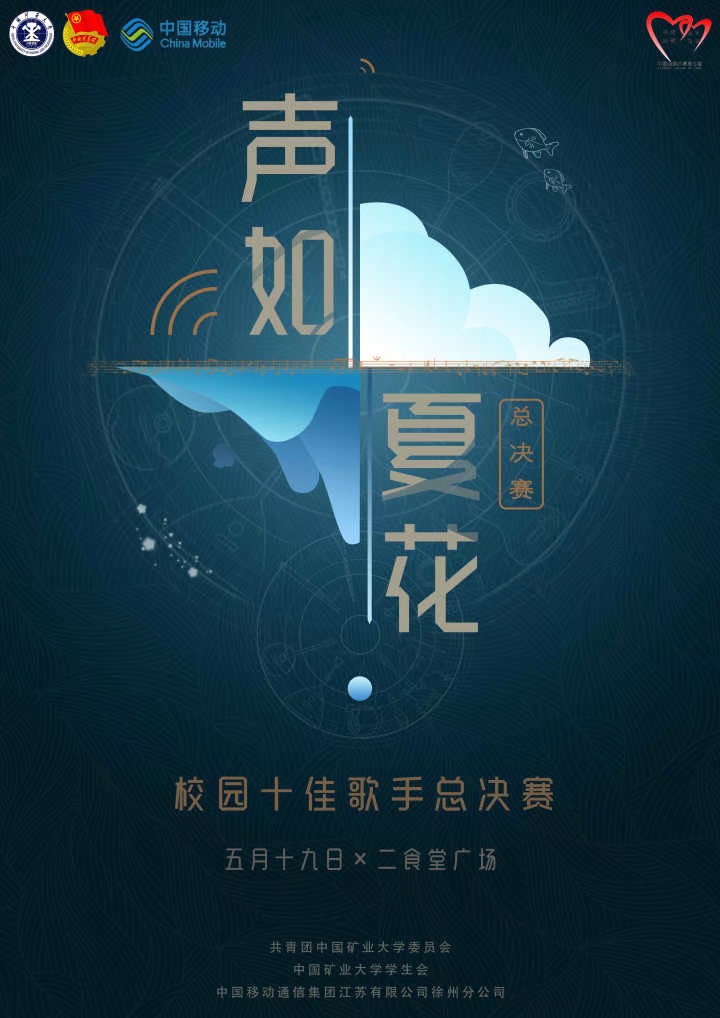 中国移动
China Mobile
声如
夏花
总决赛
校园十佳歌手总决赛
五月十九日×二食堂广场
共青团中国矿业大学委员会
中国矿业大学学生会
中国移动通信集团江苏有限公司徐州分公司